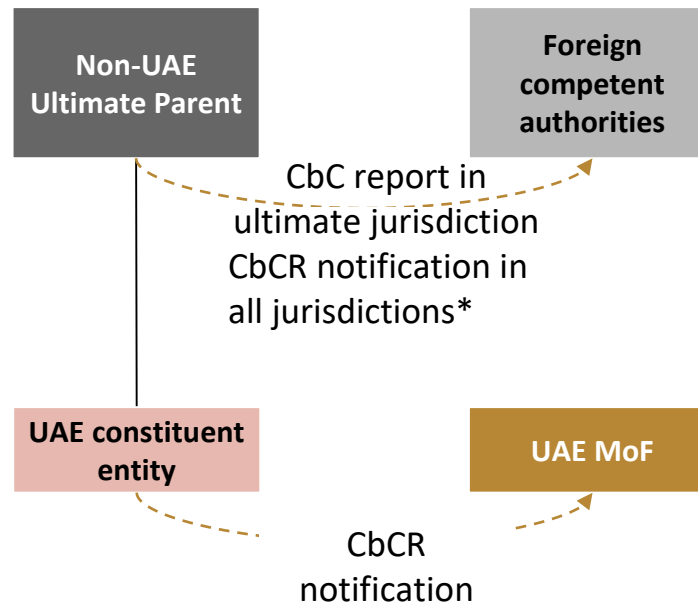 Non-UAE
Ultimate Parent
Foreign
competent
authorities
CbC report in
ultimate jurisdiction
CbCR notification in
all jurisdictions*
UAE constituent
entity
UAE MoF
CbCR
notification